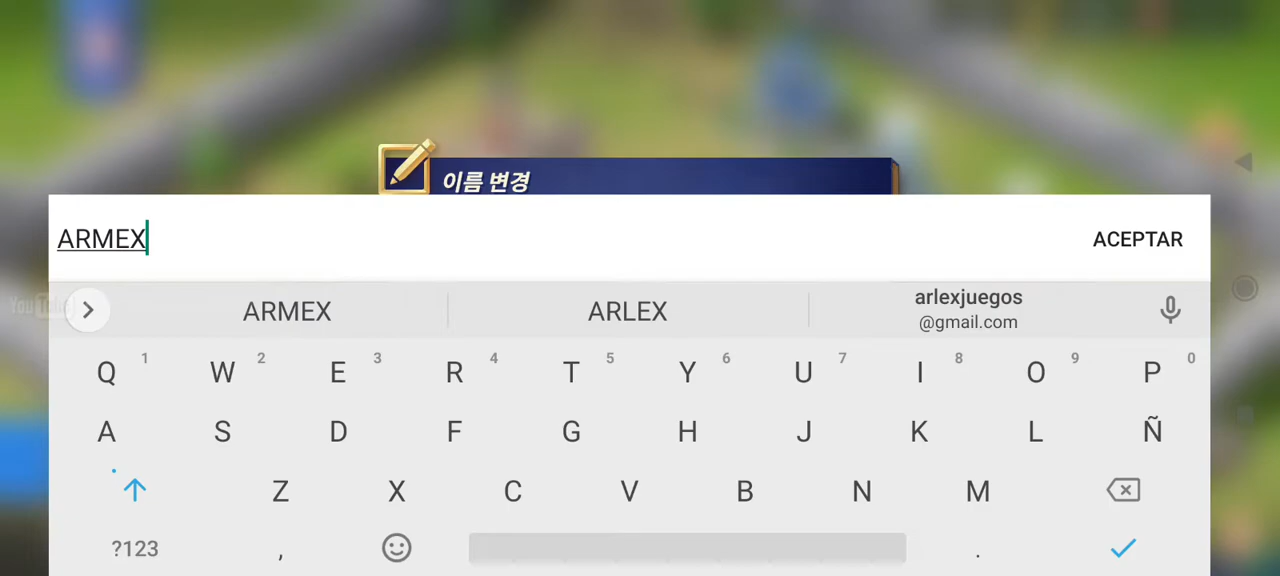 이름 변경
ARMEX
ACEPTAR
YouTube
ARMEX ARLEX arlexjuegos
@gmail.com
Q 1 W 2 E 3 R 4 T 5 Y 6 U 7 I 8 O 9 P 0
A S D F G H J K L Ñ
Z X C V B N M
?123 , .